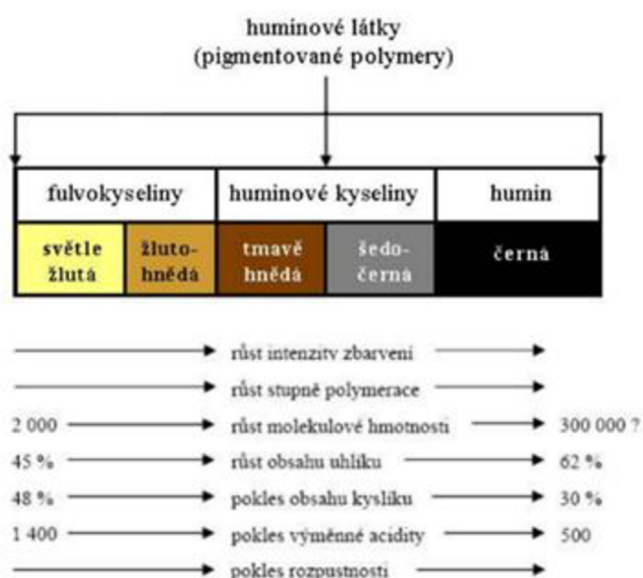 huminové látky
(pigmentované polymery)
fulvokyseliny huminové kyseliny humin
světle žluto- tmavě šedo- černá
žlutá hnědá hnědá černá
růst intenzity zbarvení
růst stupně polymerace
2 000 růst molekulové hmotnosti 300 000 ?
45 % růst obsahu uhlíku 62 %
48 % pokles obsahu kyslíku 30 %
1 400 pokles výměnné acidity 500
pokles rozpustnosti